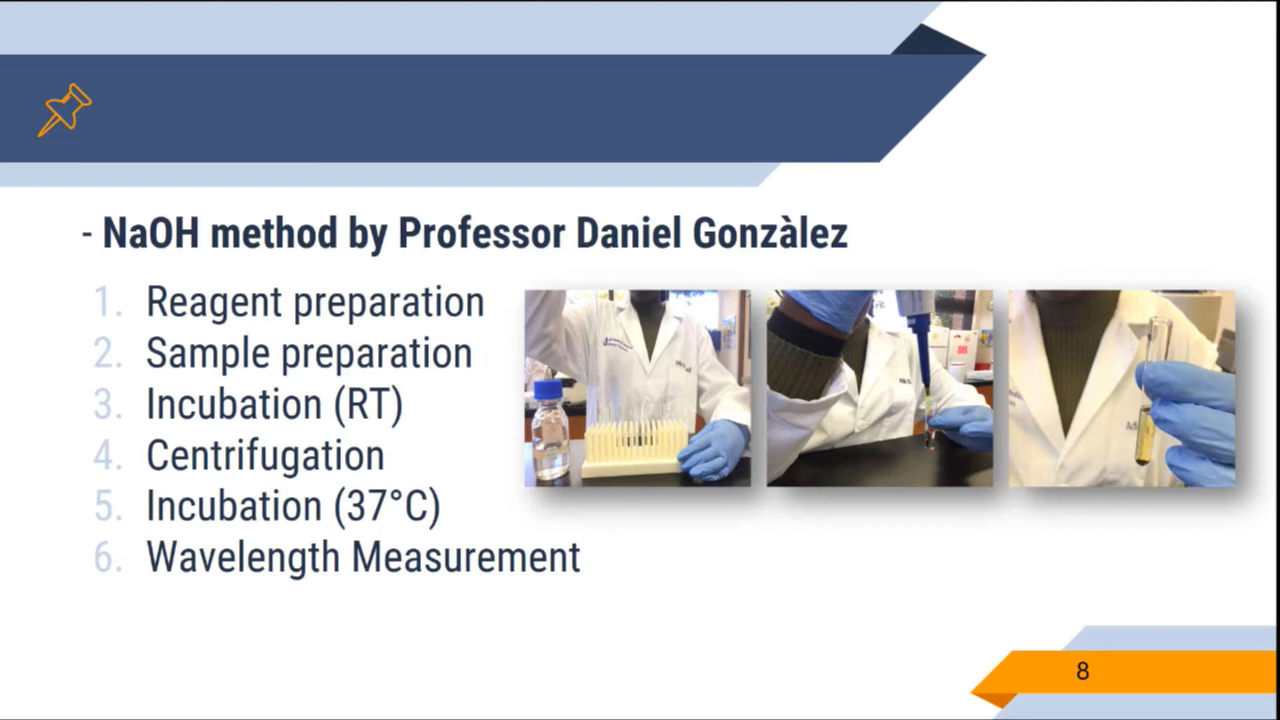 - NaOH method by Professor Daniel Gonzàlez
1. Reagent preparation
2. Sample preparation
3. Incubation (RT)
4. Centrifugation
5. Incubation (37°C)
6. Wavelength Measurement
8